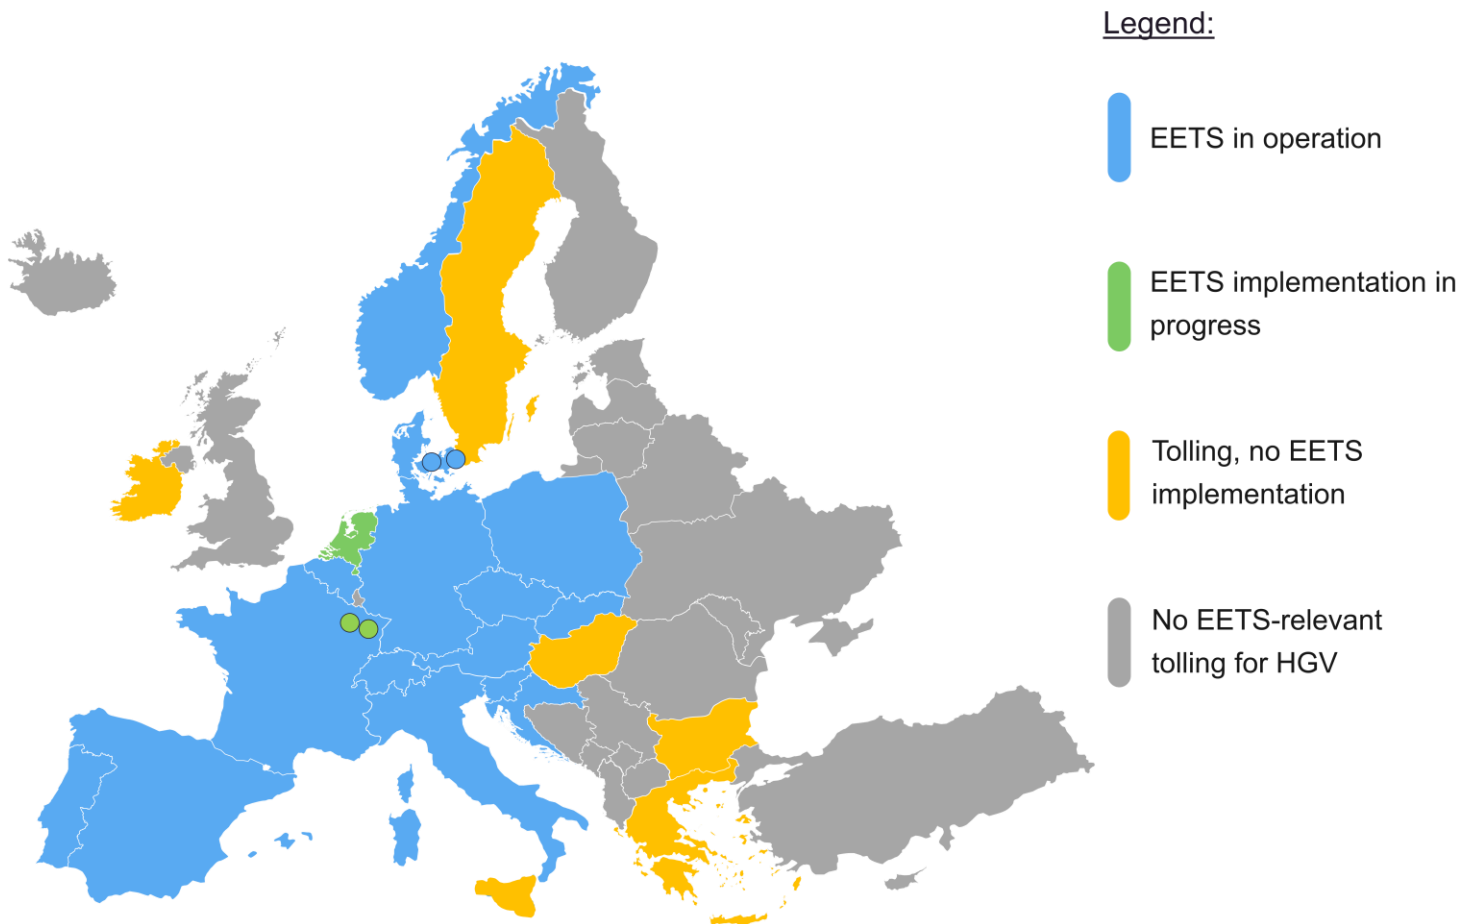 Legend:
EETS in operation
EETS implementation in
progress
Tolling, no EETS
implementation
No EETS-relevant
tolling for HGV